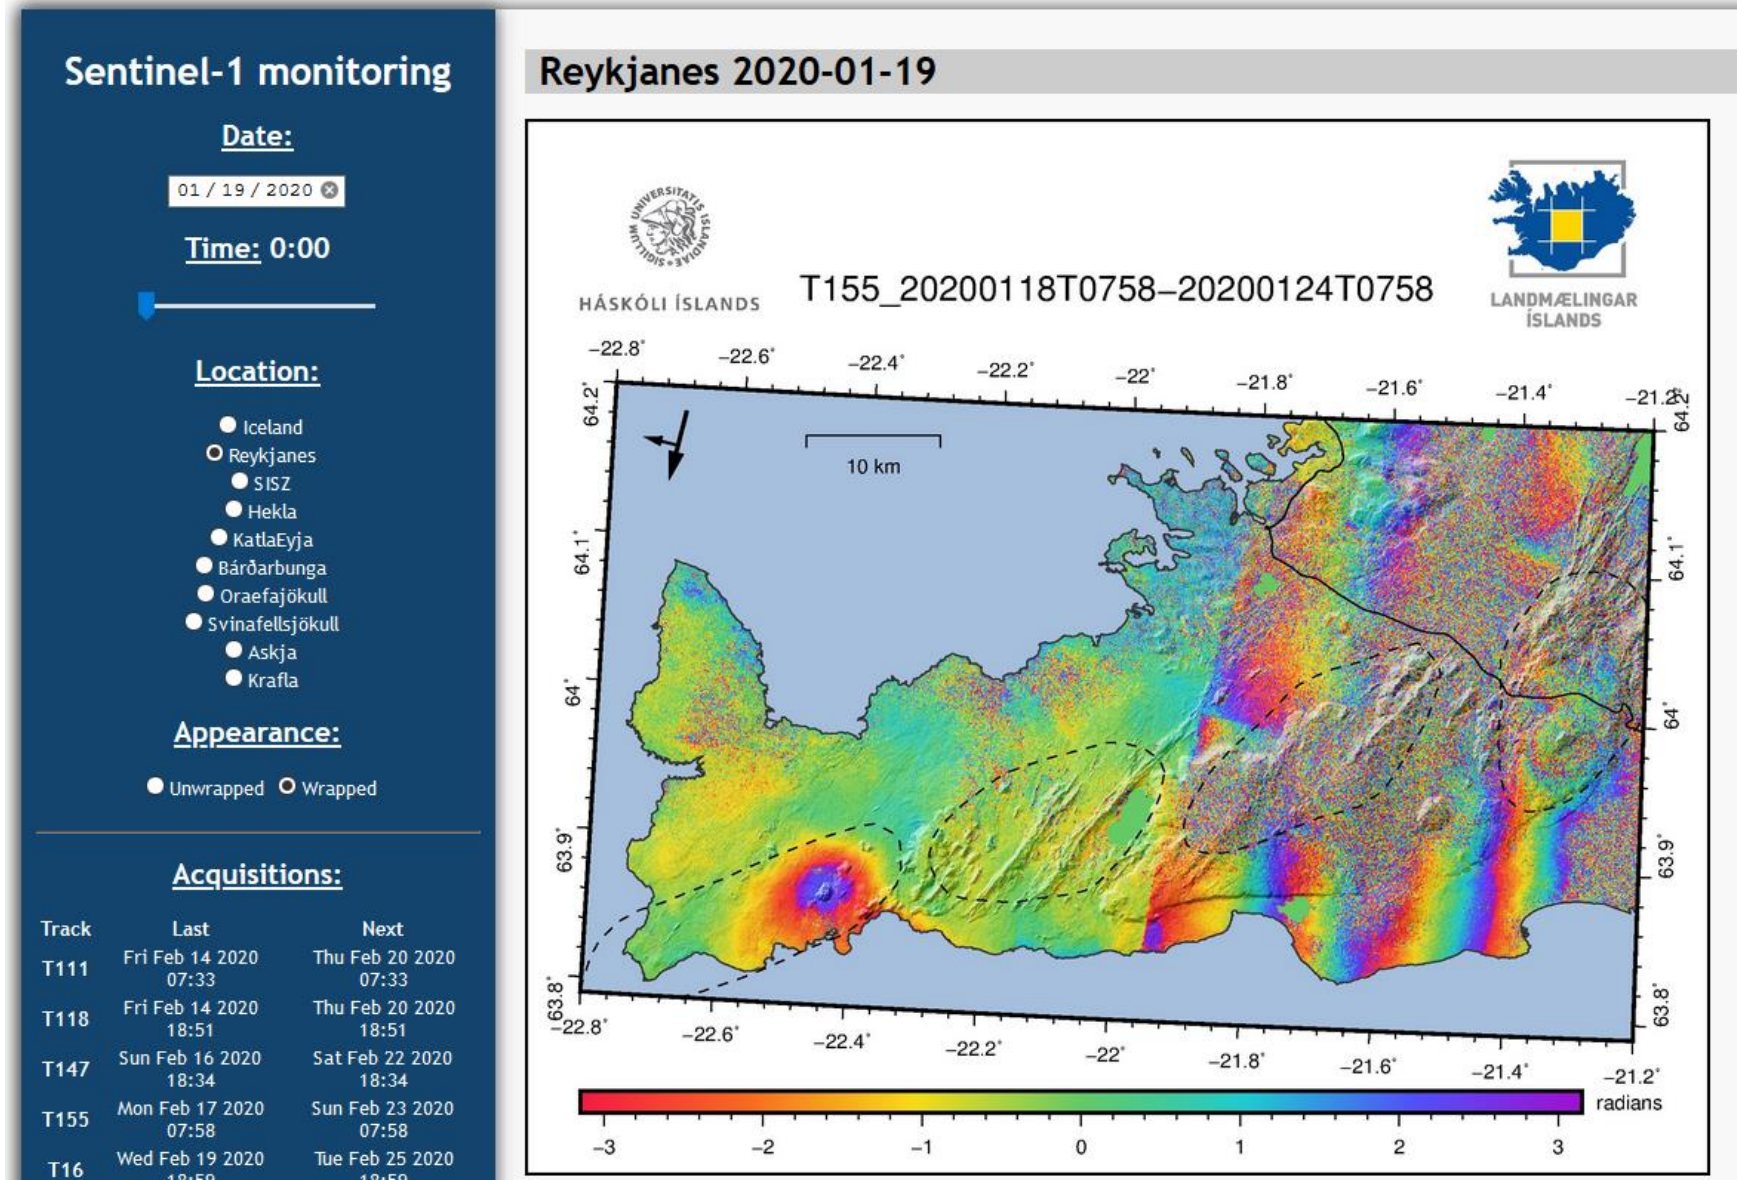 Sentinel-1 monitoring
Date:
01 / 19 / 2020
Time: 0:00
Location:
Iceland
Reykjanes
SISZ
Hekla
KatlaEyja
Bárðarbunga
Oraefajökull
Svinafellsjökull
Askja
Krafla
Appearance:
Unwrapped Wrapped
Acquisitions:
Track Last Next
T111 Fri Feb 14 2020 07:33 Thu Feb 20 2020 07:33
T118 Fri Feb 14 2020 18:51 Thu Feb 20 2020 18:51
T147 Sun Feb 16 2020 18:34 Sat Feb 22 2020 18:34
T155 Mon Feb 17 2020 07:58 Sun Feb 23 2020 07:58
T16 Wed Feb 19 2020 18:59 Tue Feb 25 2020 18:59
Reykjanes 2020-01-19
SIGILLUM UNIVERSITATIS ISLANDIAE
HÁSKÓLI ÍSLANDS
T155_20200118T0758–20200124T0758
LANDMÆLINGAR
ÍSLANDS
−22.8° −22.6° −22.4° −22.2° −22° −21.8° −21.6° −21.4° −21.2°
64.2° 64.2°
10 km
64.1° 64.1°
64° 64°
63.9° 63.9°
63.8° 63.8°
−22.8° −22.6° −22.4° −22.2° −22° −21.8° −21.6° −21.4° −21.2°
radians
−3 −2 −1 0 1 2 3